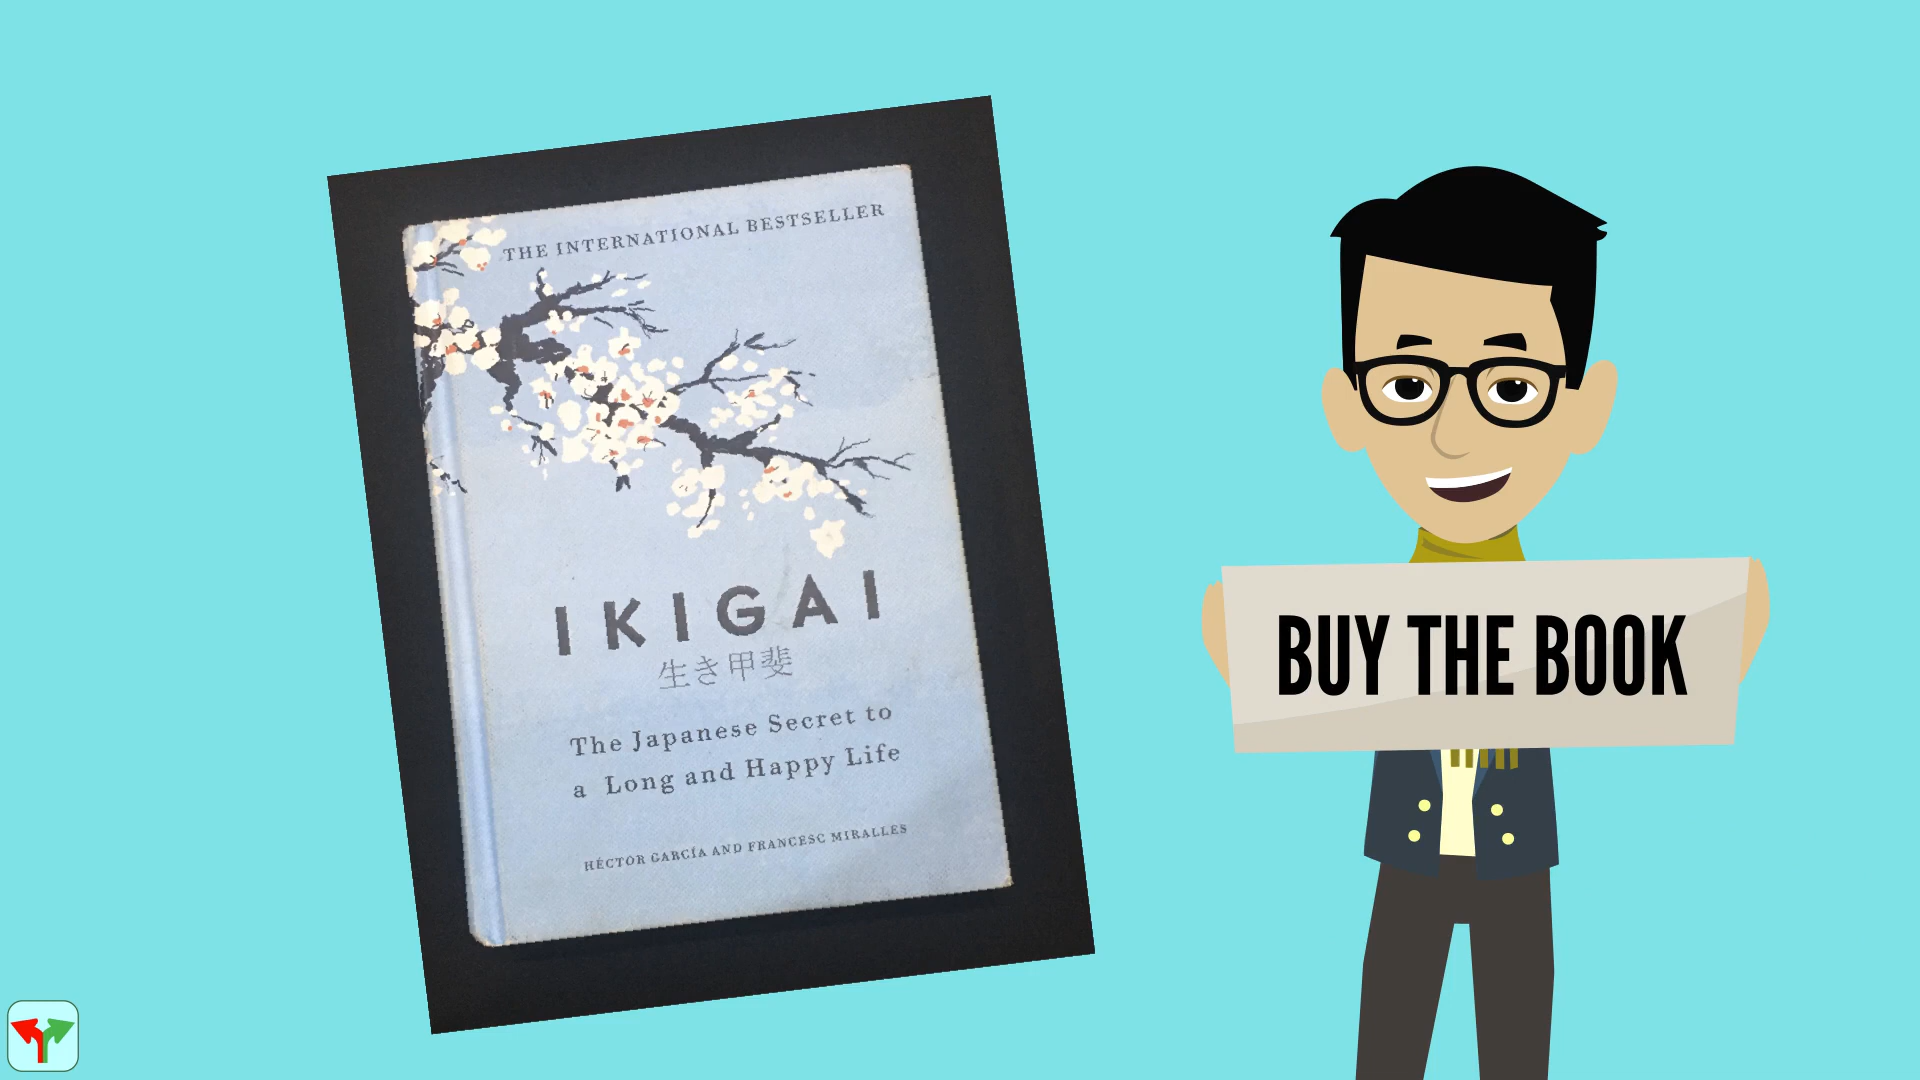 THE INTERNATIONAL BESTSELLER
IKIGAI
生き甲斐
The Japanese Secret to
a Long and Happy Life
HÉCTOR GARCÍA AND FRANCESC MIRALLES
BUY THE BOOK